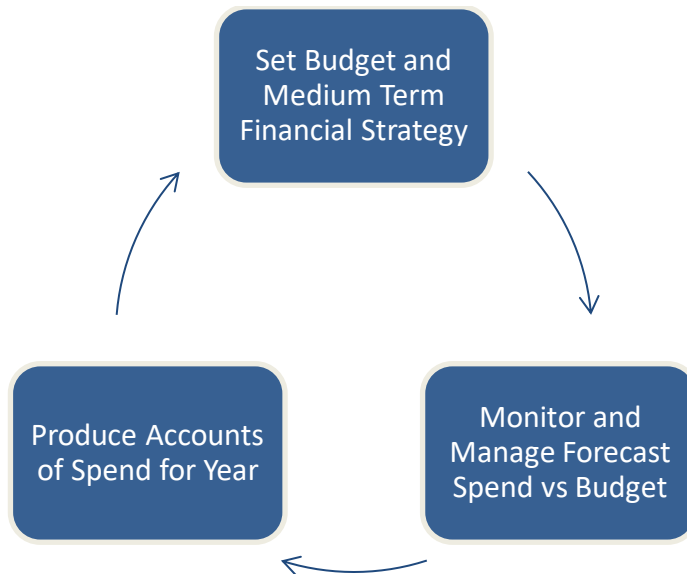 Set Budget and
Medium Term
Financial Strategy
Monitor and
Manage Forecast
Spend vs Budget
Produce Accounts
of Spend for Year